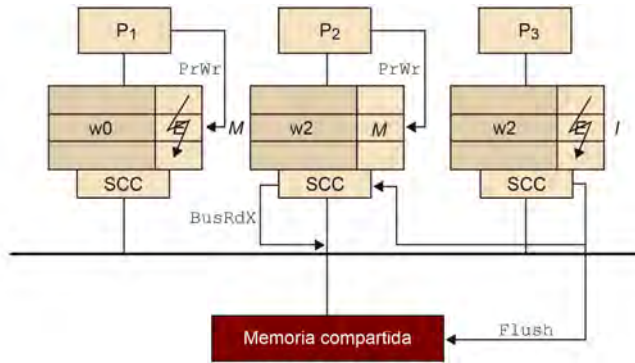 P1 P2 P3
PrWr PrWr
w0 E M w2 M w2 E I
SCC SCC SCC
BusRdX
Memoria compartida Flush